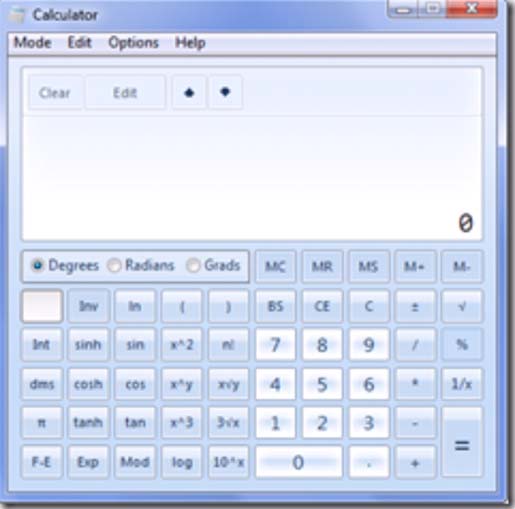 Calculator
Mode Edit Options Help
Clear Edit
0
Degrees Radians Grads MC MR MS M+ M-
Inv ln ( ) BS CE C ± √
Int sinh sin x^2 n! 7 8 9 / %
dms cosh cos x^y x√y 4 5 6 * 1/x
π tanh tan x^3 3√x 1 2 3 - =
F-E Exp Mod log 10^x 0 . +